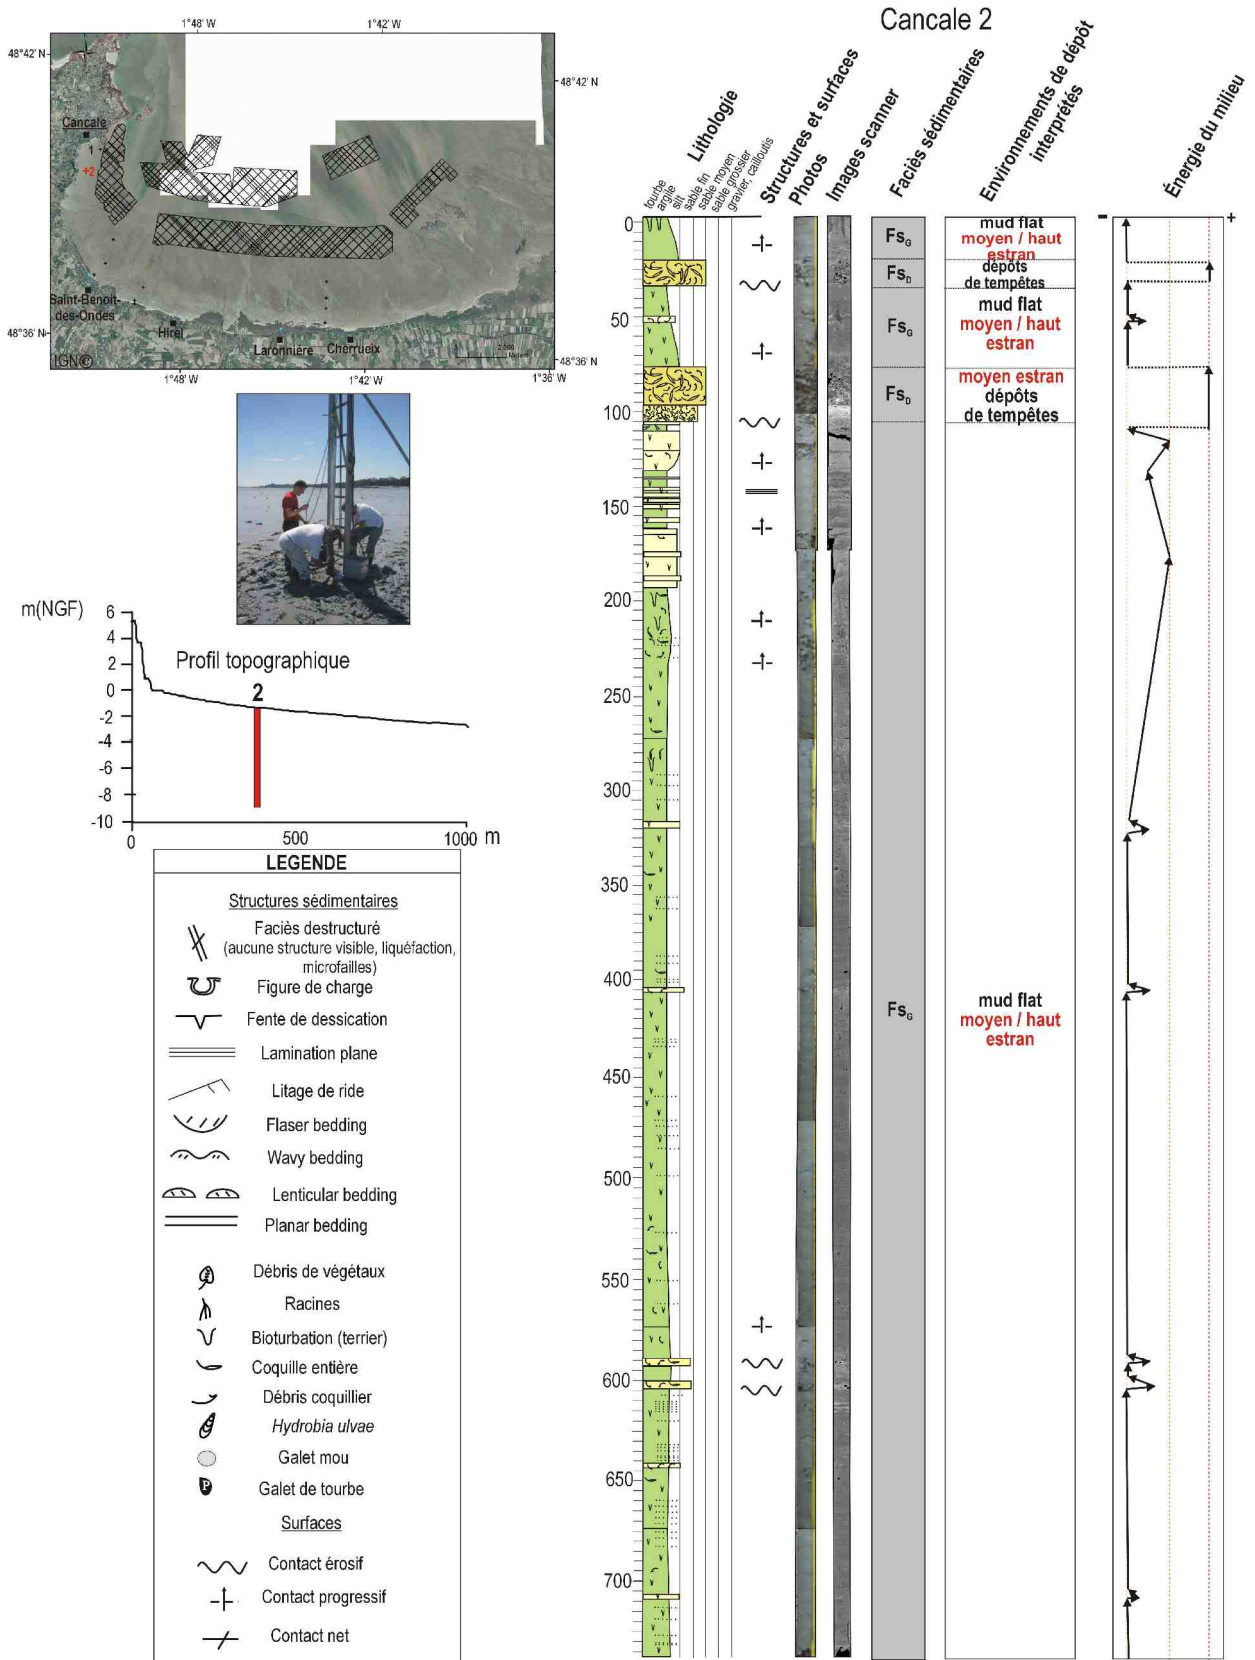 Cancale 2
1°48' W
1°42' W
48°42' N
48°42' N
Cancale
1
+2
Saint-Benoit-
des-Ondes
Hirel
Laronnière
Cherrueix
48°36' N
48°36' N
IGN©
1°48' W
1°42' W
1°36' W
m(NGF)
6
4
2
0
-2
-4
-6
-8
-10
Profil topographique
2
0
500
1000 m
LEGENDE
Structures sédimentaires
Faciès destructuré
(aucune structure visible, liquéfaction,
microfailles)
Figure de charge
Fente de dessication
Lamination plane
Litage de ride
Flaser bedding
Wavy bedding
Lenticular bedding
Planar bedding
Débris de végétaux
Racines
Bioturbation (terrier)
Coquille entière
Débris coquillier
Hydrobia ulvae
Galet mou
P
Galet de tourbe
Surfaces
Contact érosif
Contact progressif
Contact net
Lithologie
tourbe
argile
silt
sable fin
sable moyen
sable grossier
gravier, cailloutis
Structures et surfaces
Photos
Images scanner
Faciès sédimentaires
Environnements de dépôt
interprétés
Énergie du milieu
- +
0
50
100
150
200
250
300
350
400
450
500
550
600
650
700
FsG
FsD
FsG
FsD
FsG
mud flat
moyen / haut
estran
dépôts
de tempêtes
mud flat
moyen / haut
estran
moyen estran
dépôts
de tempêtes
mud flat
moyen / haut
estran